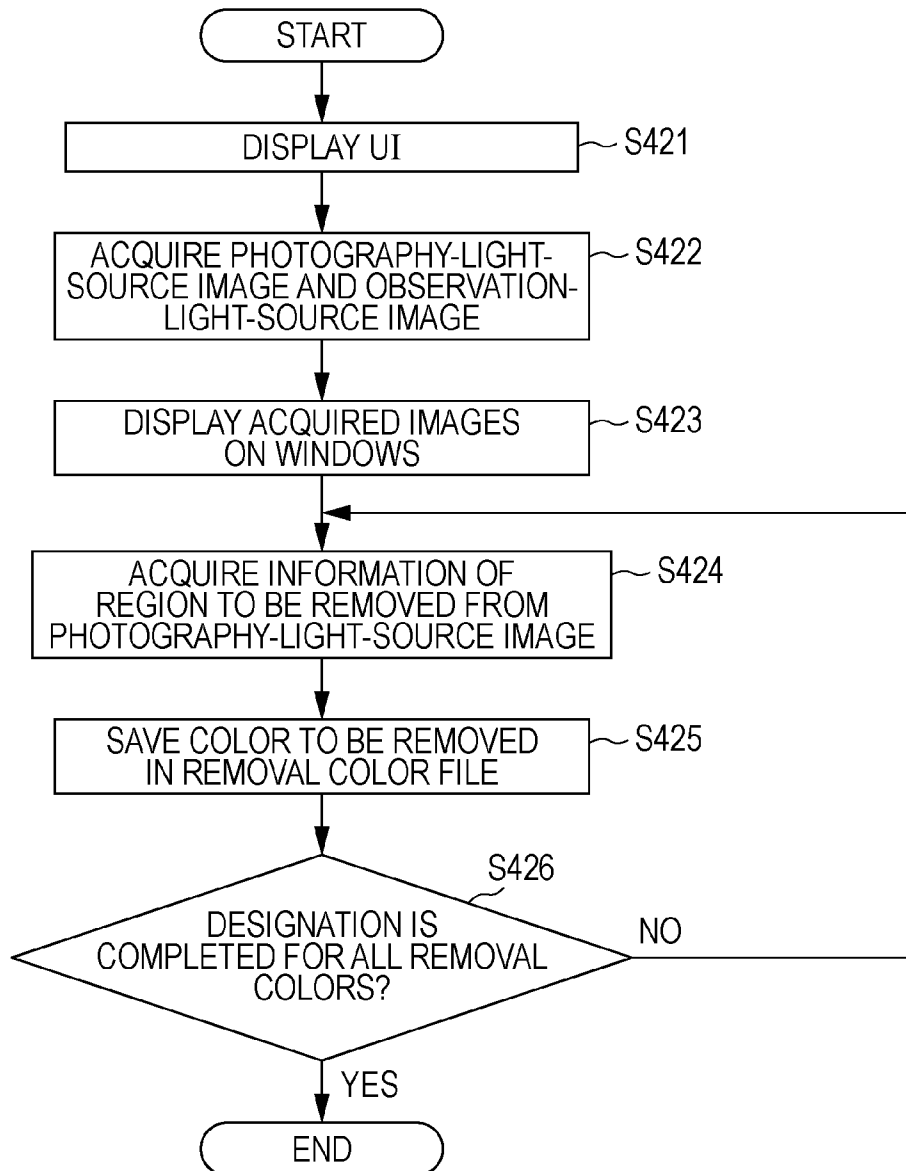 START
DISPLAY UI
S421
ACQUIRE PHOTOGRAPHY-LIGHT-
SOURCE IMAGE AND OBSERVATION-
LIGHT-SOURCE IMAGE
S422
DISPLAY ACQUIRED IMAGES
ON WINDOWS
S423
ACQUIRE INFORMATION OF
REGION TO BE REMOVED FROM
PHOTOGRAPHY-LIGHT-SOURCE IMAGE
S424
SAVE COLOR TO BE REMOVED
IN REMOVAL COLOR FILE
S425
S426
DESIGNATION IS
COMPLETED FOR ALL REMOVAL
COLORS?
NO
YES
END